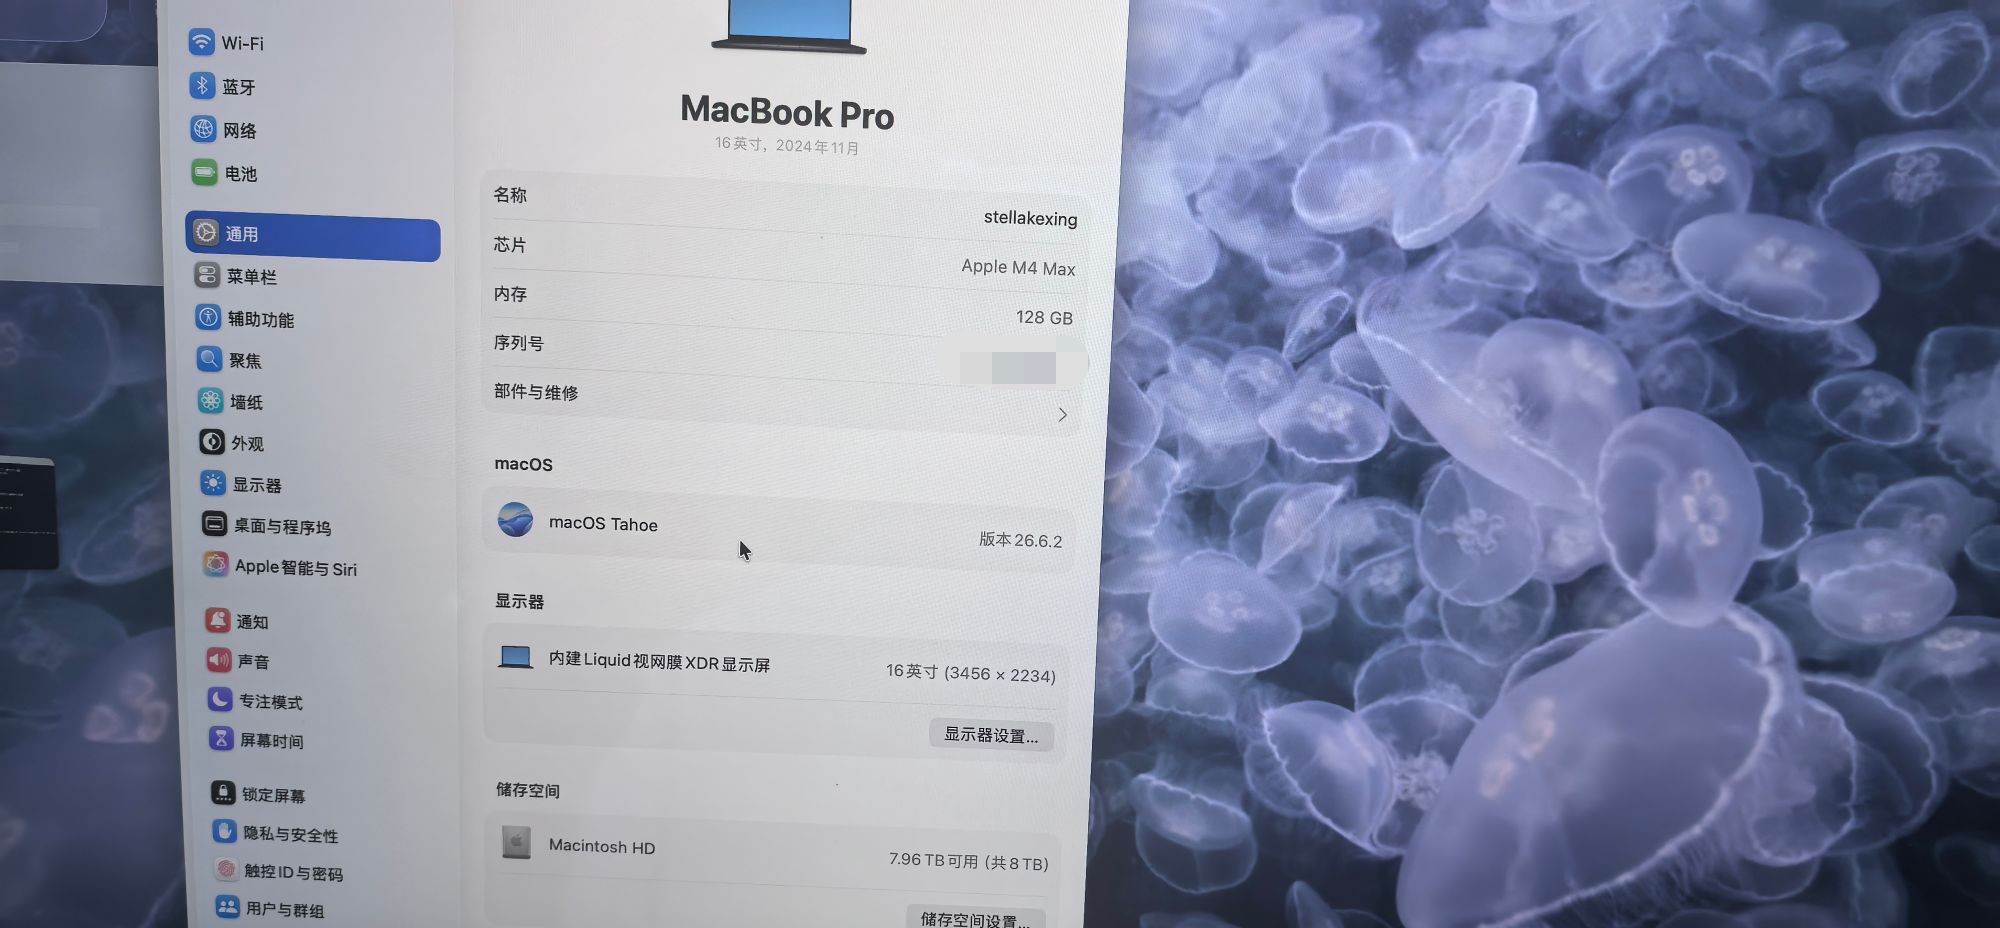 Wi-Fi
蓝牙
网络
电池
通用
菜单栏
辅助功能
聚焦
墙纸
外观
显示器
桌面与程序坞
Apple智能与 Siri
通知
声音
专注模式
屏幕时间
锁定屏幕
隐私与安全性
触控ID与密码
用户与群组
MacBook Pro
16英寸，2024年11月
名称 stellakexing
芯片 Apple M4 Max
内存 128 GB
序列号
部件与维修
macOS
macOS Tahoe 版本 26.6.2
显示器
内建Liquid视网膜XDR显示屏 16英寸 (3456 × 2234)
显示器设置...
储存空间
Macintosh HD 7.96 TB可用 (共8 TB)
储存空间设置...